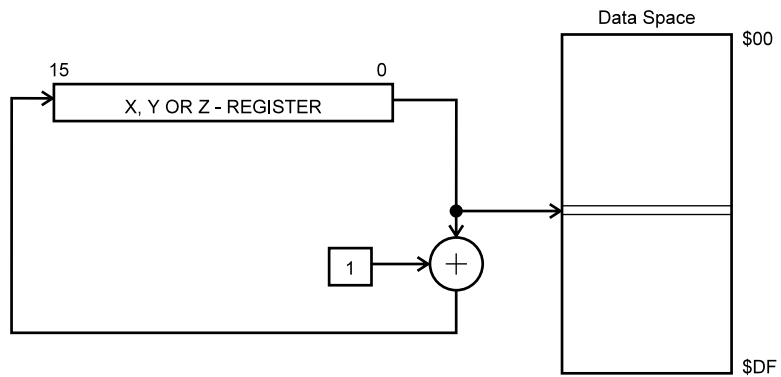 Data Space
$00
15 0
X, Y OR Z - REGISTER
1
+
$DF